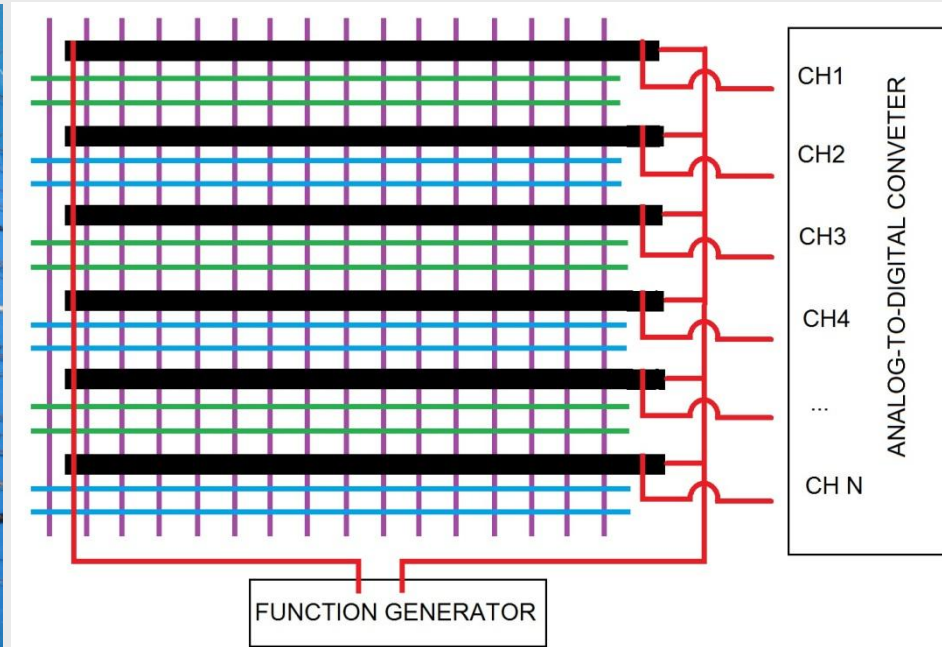 CH1
CH2
CH3
CH4
...
CH N
ANALOG-TO-DIGITAL CONVETER
FUNCTION GENERATOR